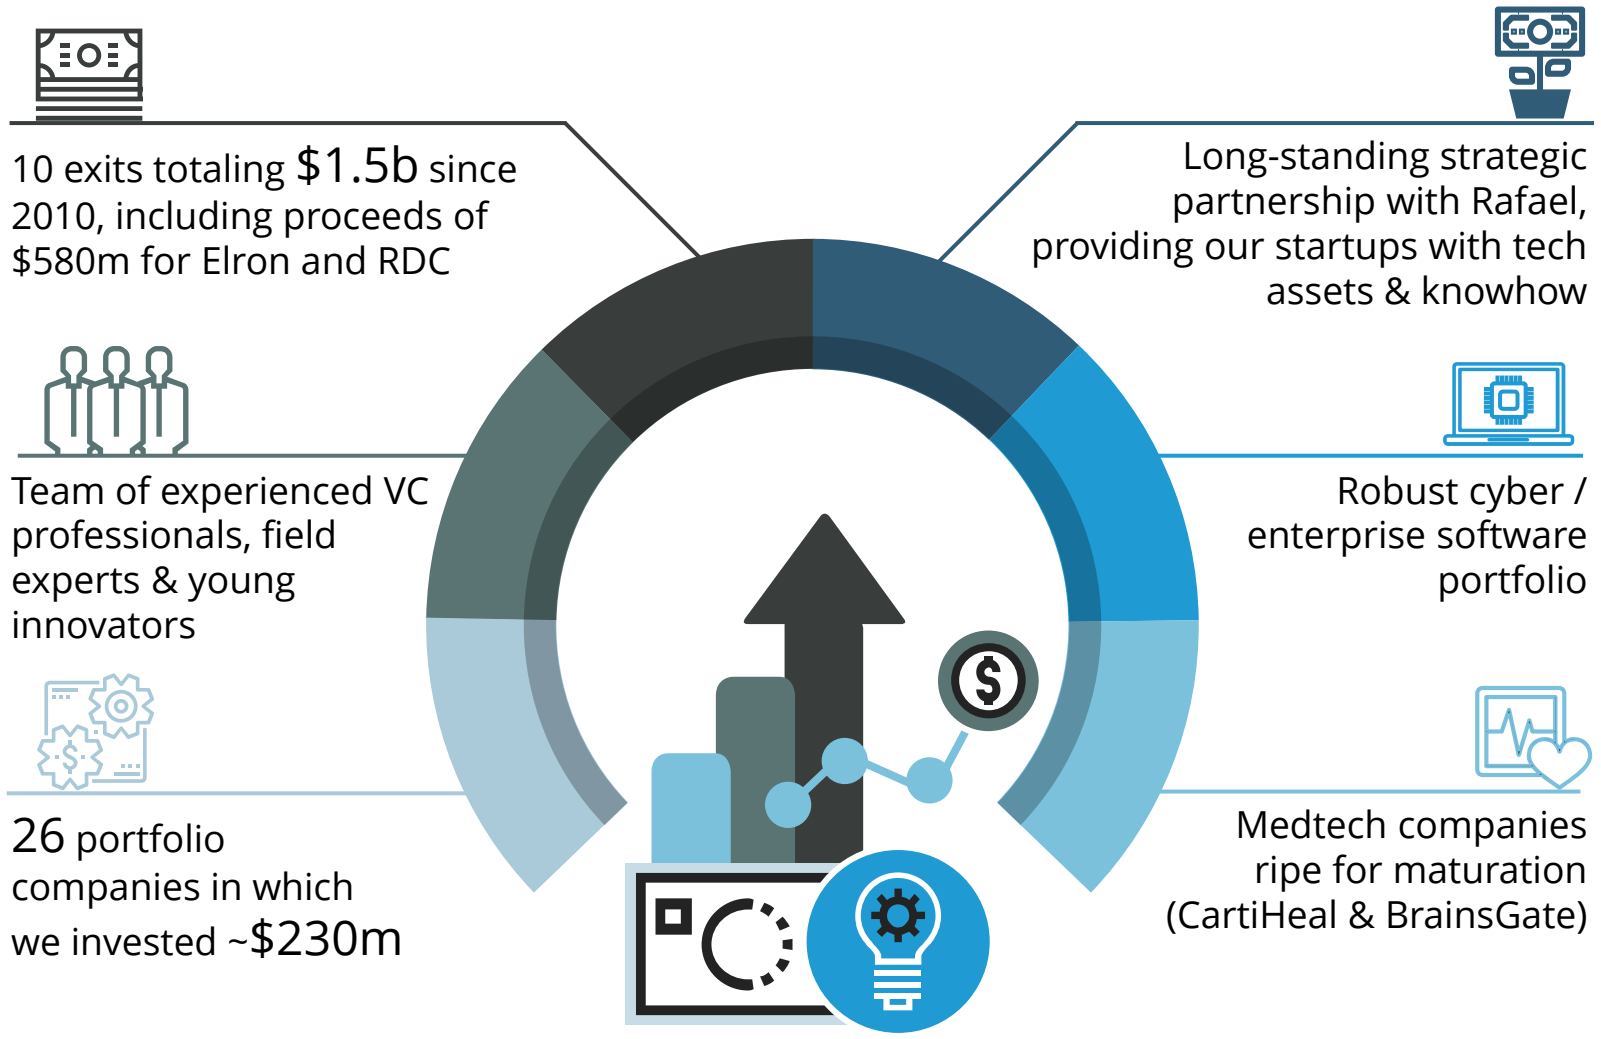 10 exits totaling $1.5b since
2010, including proceeds of
$580m for Elron and RDC
Team of experienced VC
professionals, field
experts & young
innovators
26 portfolio
companies in which
we invested ~$230m
Long-standing strategic
partnership with Rafael,
providing our startups with tech
assets & knowhow
Robust cyber /
enterprise software
portfolio
Medtech companies
ripe for maturation
(CartiHeal & BrainsGate)
$
$